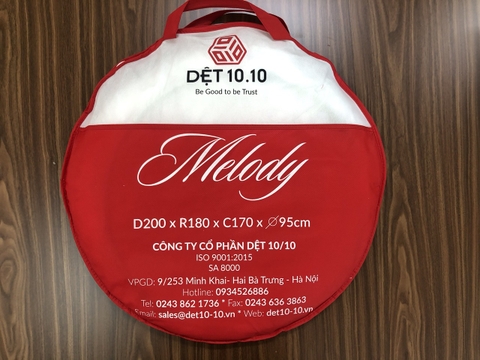 DỆT 10.10
Be Good to be Trust
Melody
D200 x R180 x C170 x ∅95cm
CÔNG TY CỔ PHẦN DỆT 10/10
ISO 9001:2015
SA 8000
VPGD: 9/253 Minh Khai- Hai Bà Trưng - Hà Nội
Hotline: 0934526886
Tel: 0243 862 1736 * Fax: 0243 636 3863
Email: sales@det10-10.vn * Web: det10-10.vn